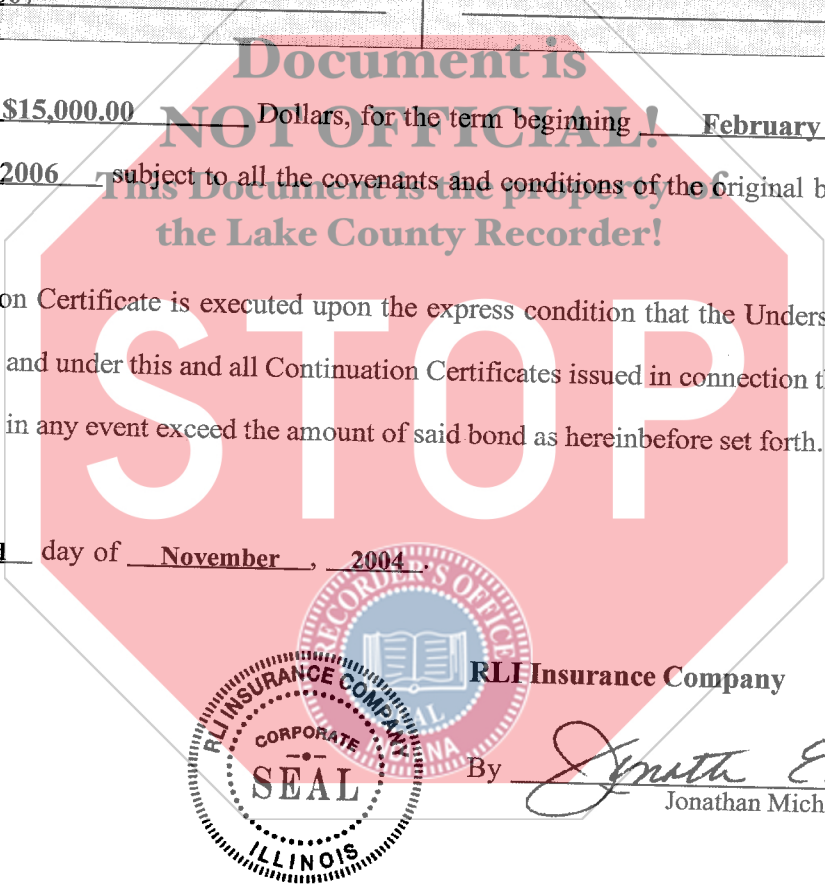 Document is
$15,000.00 Dollars, for the term beginning February
NOT OFFICIAL!
2006 subject to all the covenants and conditions of the original b
This Document is the property of
the Lake County Recorder!
on Certificate is executed upon the express condition that the Unders
and under this and all Continuation Certificates issued in connection t
in any event exceed the amount of said bond as hereinbefore set forth.
STOP
day of November , 2004 .
RECORDER'S OFFICE
RLI Insurance Company
RLI INSURANCE COMPANY
CORPORATE
SEAL
ILLINOIS
By
Jonathan Mich